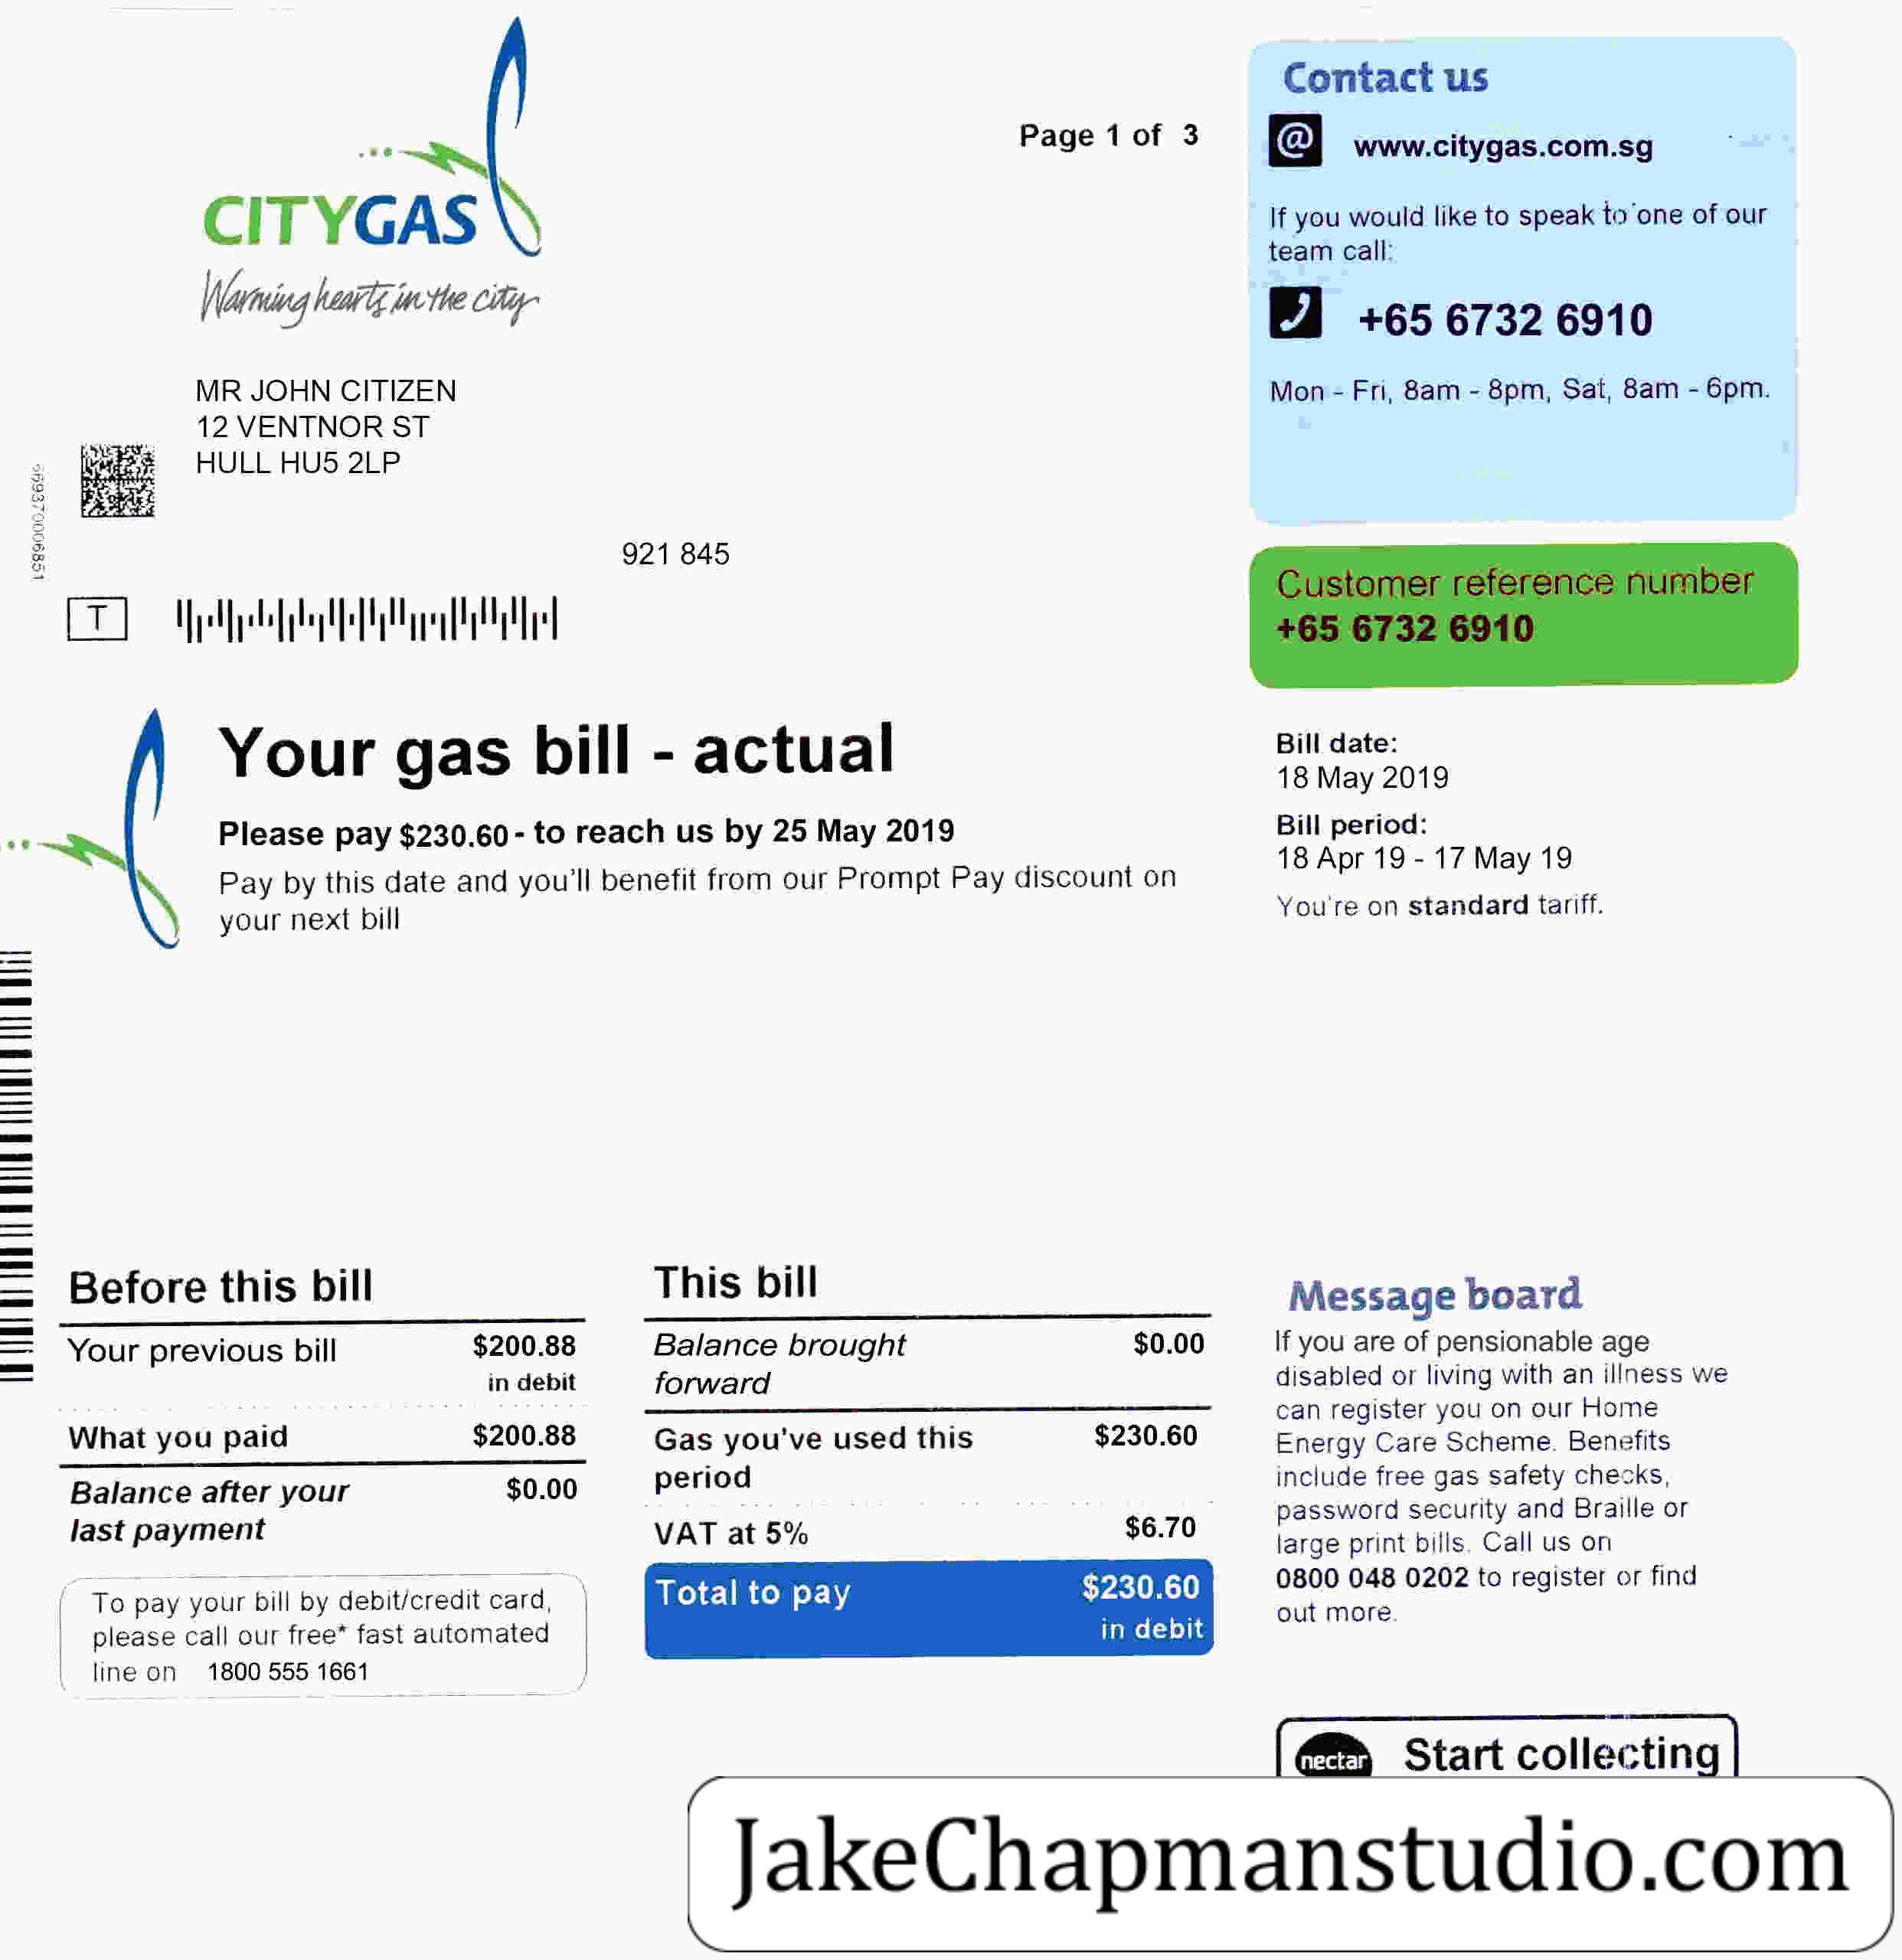 CITYGAS
Warming hearts in the city
Page 1 of 3
Contact us
@ www.citygas.com.sg
If you would like to speak to one of our
team call:
+65 6732 6910
Mon - Fri, 8am - 8pm, Sat, 8am - 6pm.
MR JOHN CITIZEN
12 VENTNOR ST
HULL HU5 2LP
921 845
T
Customer reference number
+65 6732 6910
Your gas bill - actual
Please pay $230.60 - to reach us by 25 May 2019
Pay by this date and you'll benefit from our Prompt Pay discount on
your next bill
Bill date:
18 May 2019
Bill period:
18 Apr 19 - 17 May 19
You're on standard tariff.
Before this bill
Your previous bill $200.88
in debit
What you paid $200.88
Balance after your $0.00
last payment
To pay your bill by debit/credit card,
please call our free* fast automated
line on 1800 555 1661
This bill
Balance brought $0.00
forward
Gas you've used this $230.60
period
VAT at 5% $6.70
Total to pay $230.60
in debit
Message board
If you are of pensionable age
disabled or living with an illness we
can register you on our Home
Energy Care Scheme. Benefits
include free gas safety checks,
password security and Braille or
large print bills. Call us on
0800 048 0202 to register or find
out more.
nectar Start collecting
JakeChapmanstudio.com